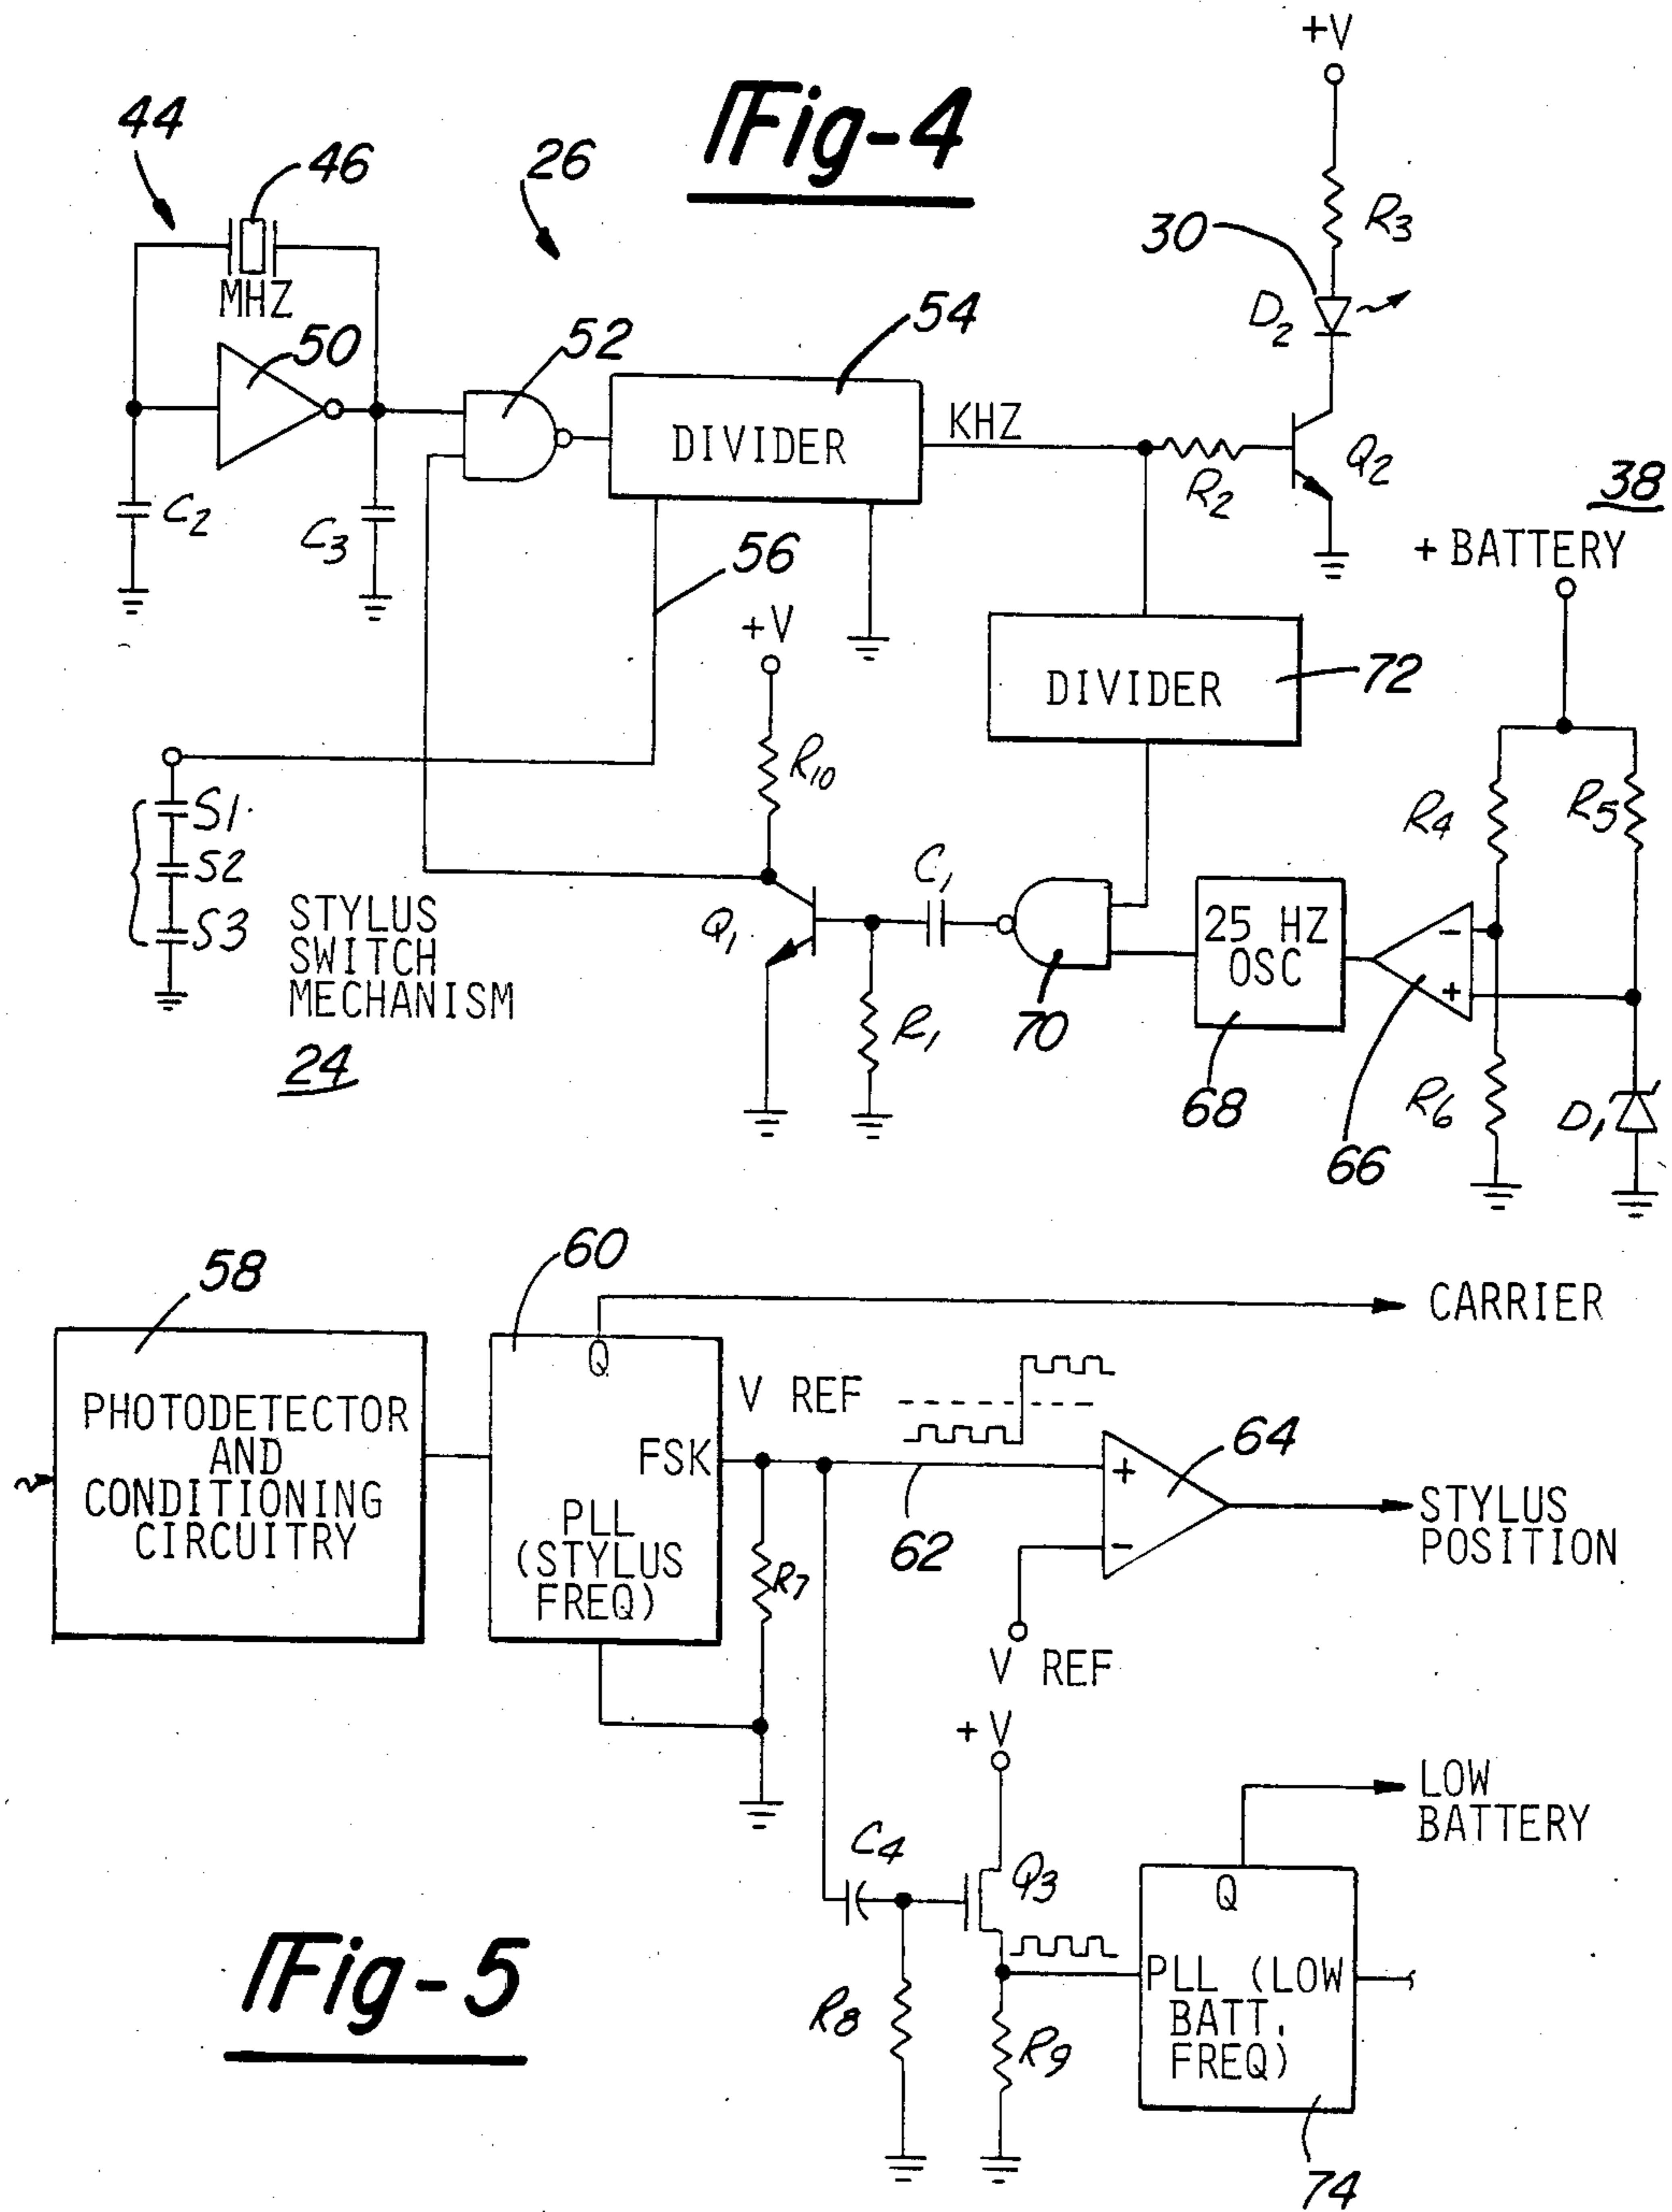 Fig-4
+V
44
46
26
30
R3
D2
MHZ
50
52
54
DIVIDER
KHZ
R2
Q2
38
+ BATTERY
C2
C3
56
+V
DIVIDER
72
R10
R4
R5
S1
S2
S3
STYLUS
SWITCH
MECHANISM
24
Q1
C1
R1
70
25 HZ
OSC
68
-
+
66
R6
D1
58
60
CARRIER
Q
V REF
PHOTODETECTOR
AND
CONDITIONING
CIRCUITRY
FSK
PLL
(STYLUS
FREQ)
R7
62
+
-
64
STYLUS
POSITION
V REF
+V
LOW
BATTERY
C4
Q3
Q
PLL (LOW
BATT.
FREQ)
R8
R9
74
Fig-5